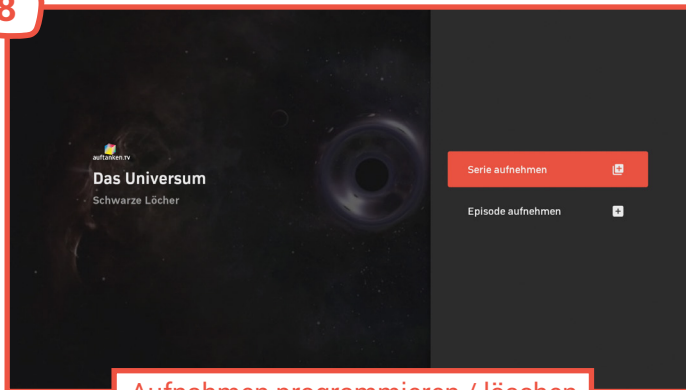 8
auftanken.TV
Das Universum
Schwarze Löcher
Serie aufnehmen
Episode aufnehmen
Aufnahmen programmieren / löschen